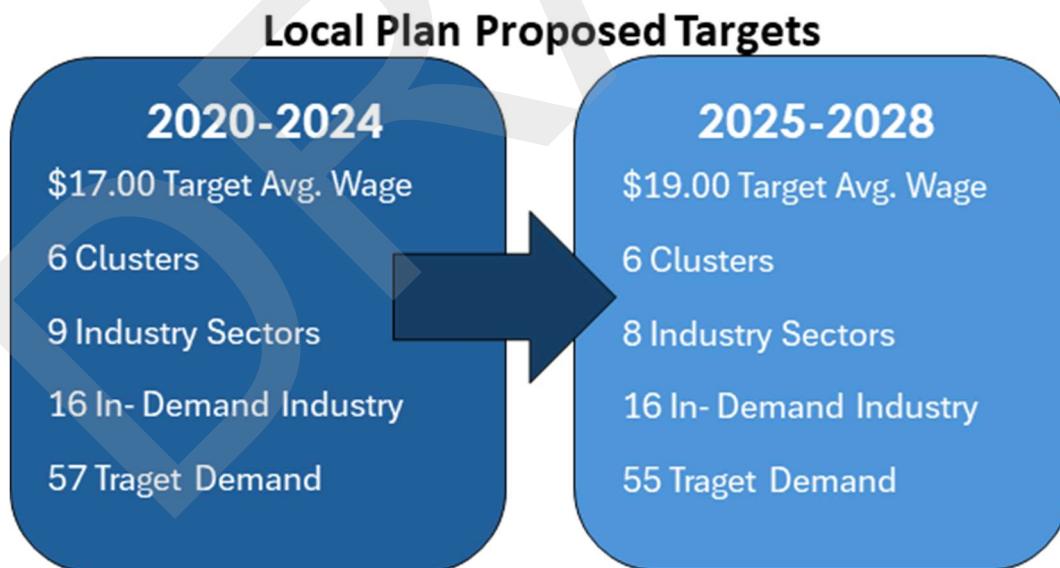 Local Plan Proposed Targets
2020-2024
$17.00 Target Avg. Wage
6 Clusters
9 Industry Sectors
16 In- Demand Industry
57 Traget Demand
2025-2028
$19.00 Target Avg. Wage
6 Clusters
8 Industry Sectors
16 In- Demand Industry
55 Traget Demand